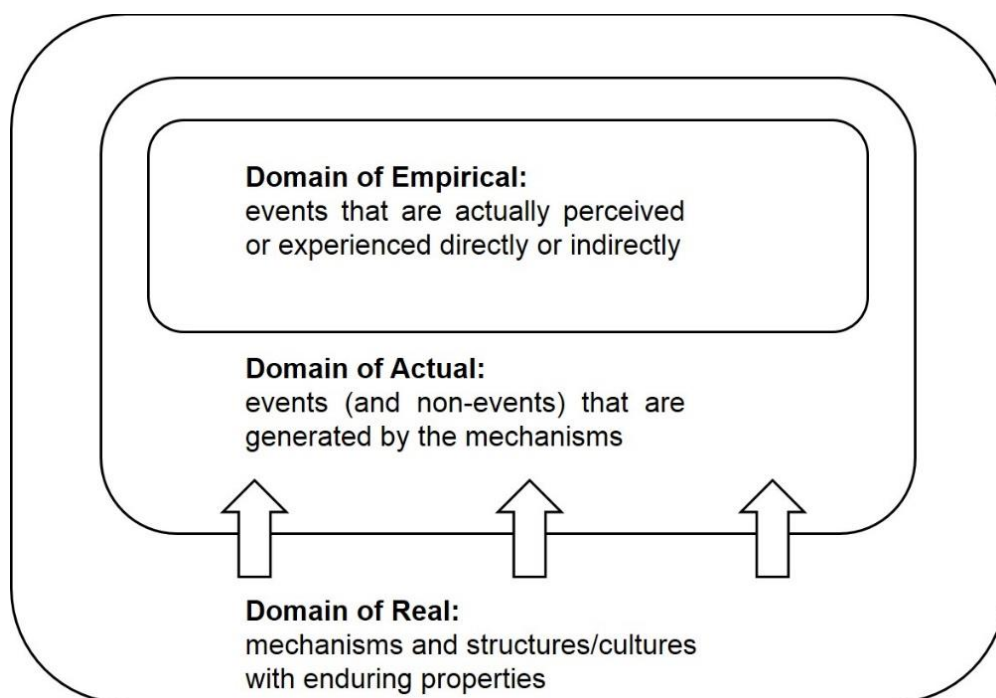 Domain of Empirical:
events that are actually perceived
or experienced directly or indirectly
Domain of Actual:
events (and non-events) that are
generated by the mechanisms
Domain of Real:
mechanisms and structures/cultures
with enduring properties